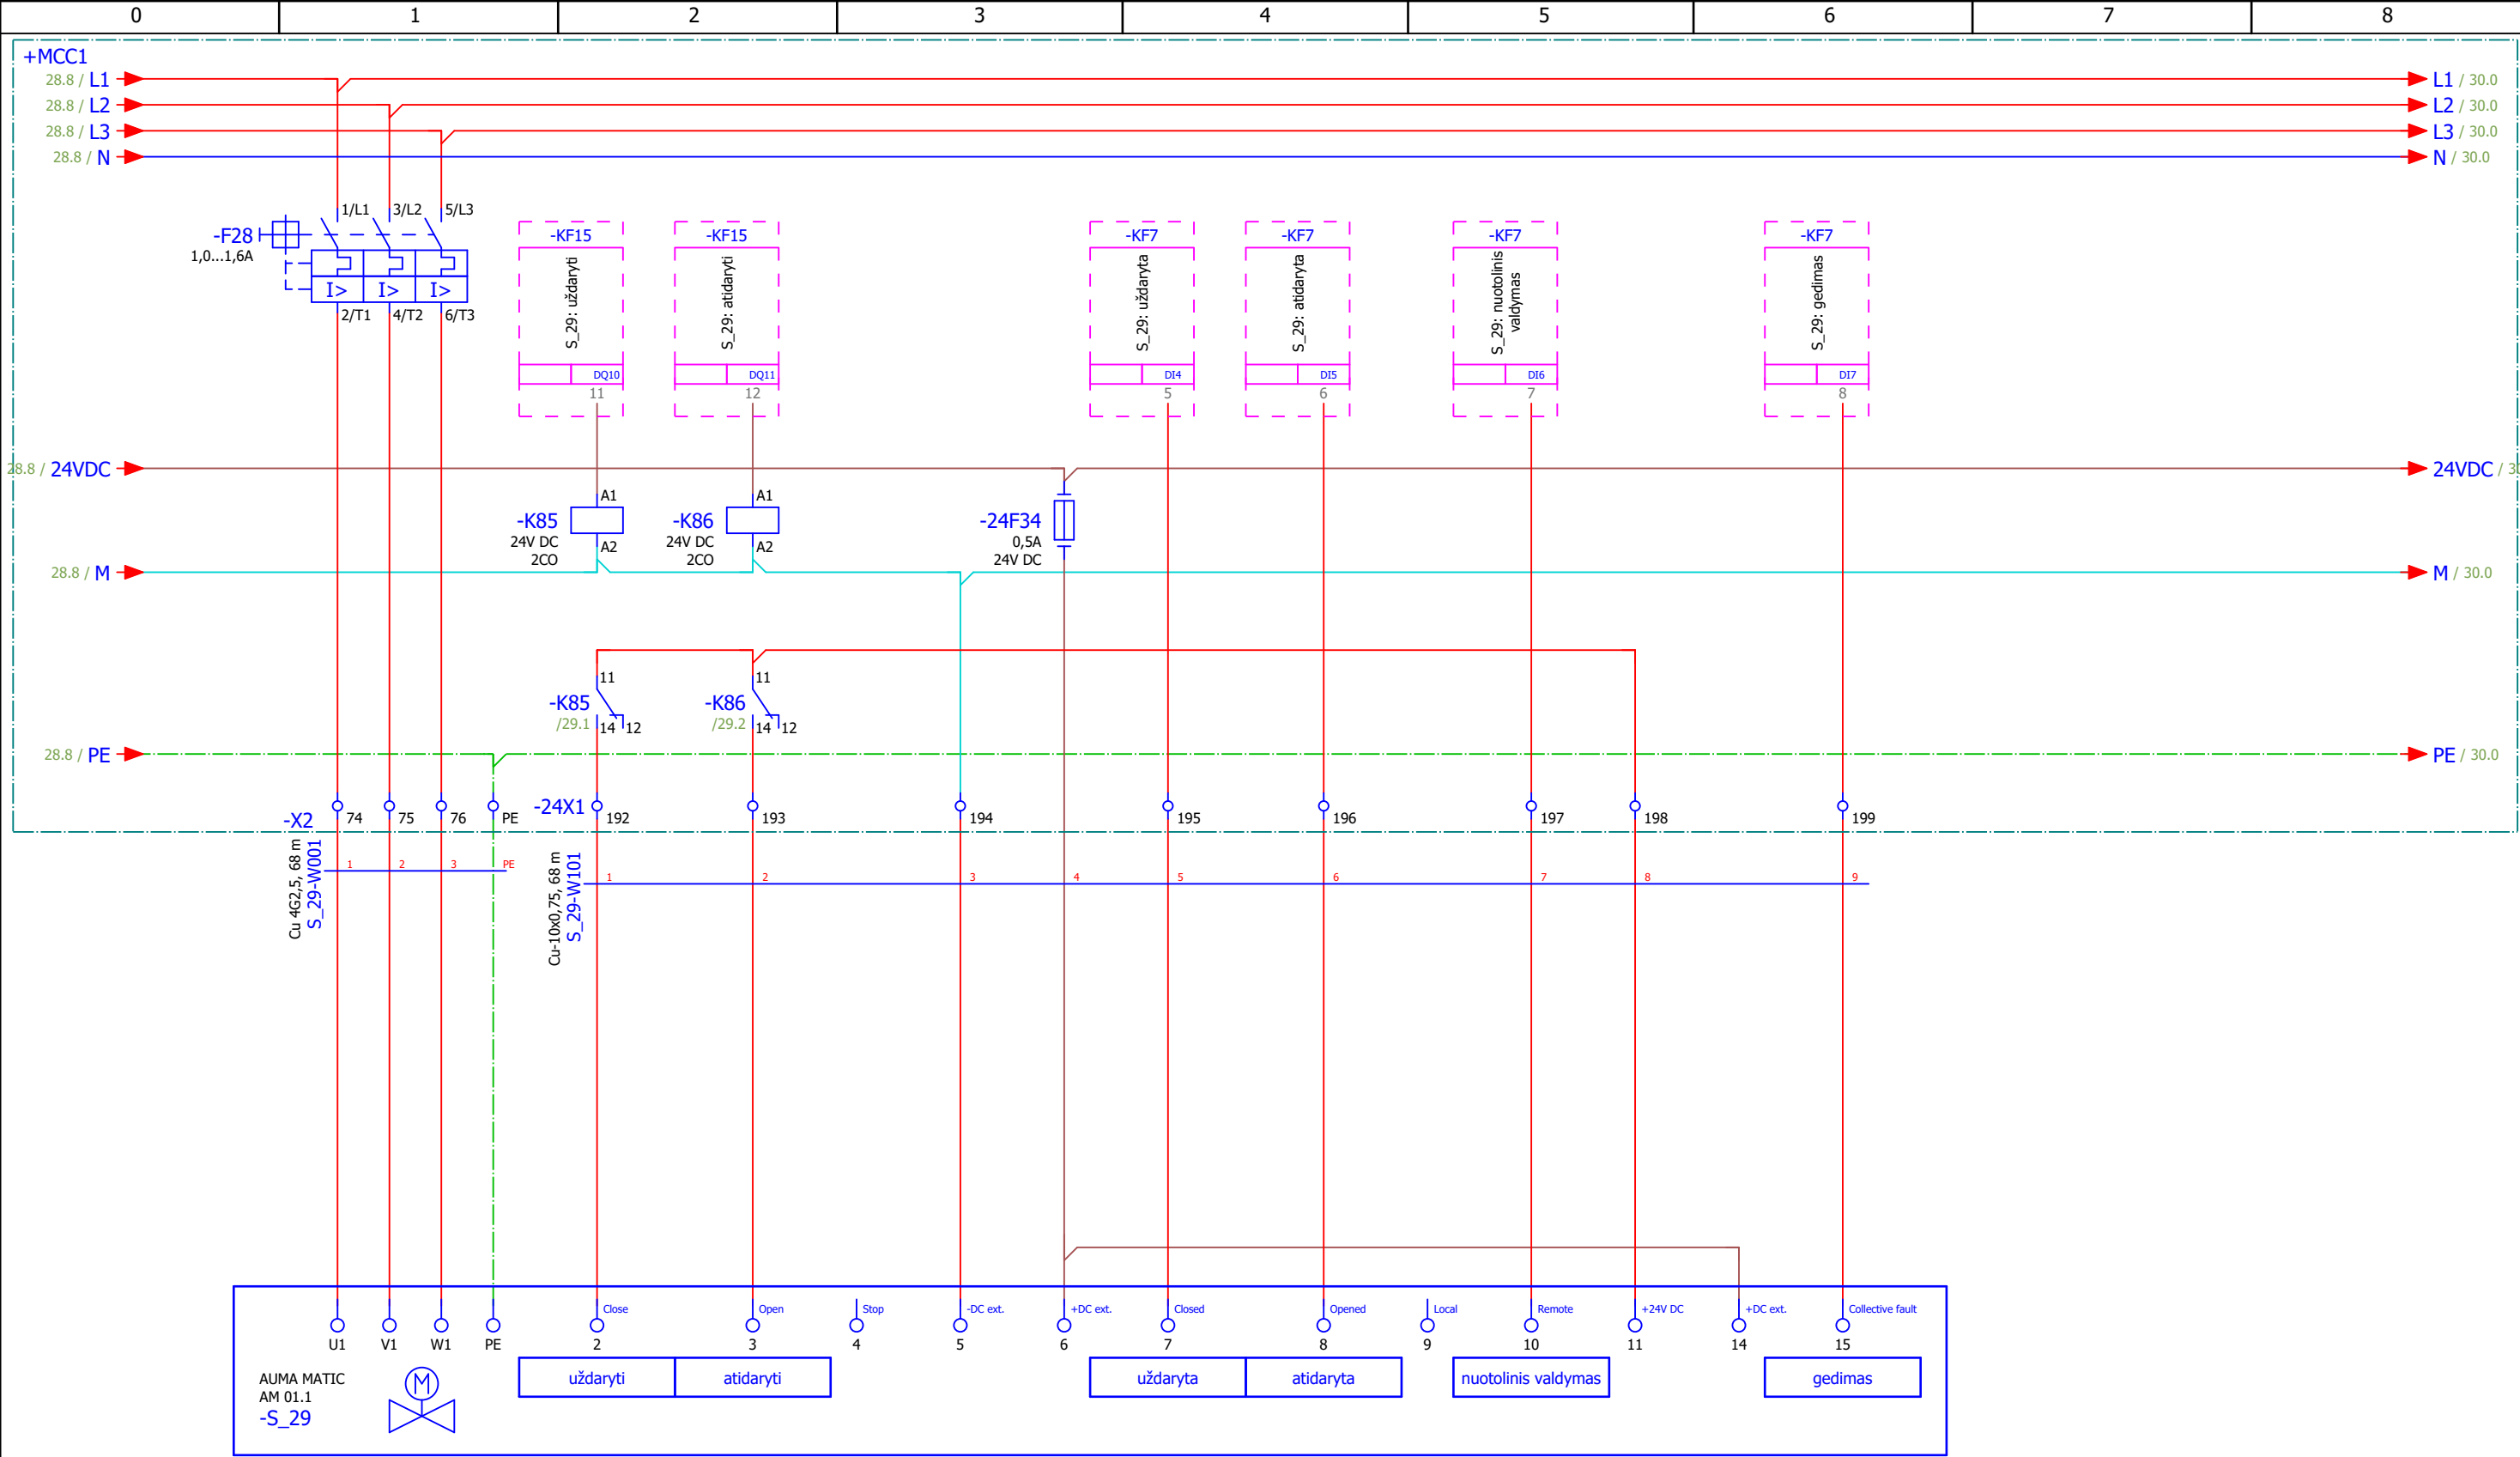 0 1 2 3 4 5 6 7 8
+MCC1
28.8 / L1 L1 / 30.0
28.8 / L2 L2 / 30.0
28.8 / L3 L3 / 30.0
28.8 / N N / 30.0
1/L1 3/L2 5/L3
-F28
1,0...1,6A
I> I> I>
2/T1 4/T2 6/T3
-KF15
S_29: uždaryti
DQ10
11
-KF15
S_29: atidaryti
DQ11
12
-KF7
S_29: uždaryta
DI4
5
-KF7
S_29: atidaryta
DI5
6
-KF7
S_29: nuotolinis
valdymas
DI6
7
-KF7
S_29: gedimas
DI7
8
28.8 / 24VDC 24VDC / 3
A1
-K85
24V DC
2CO
A2
A1
-K86
24V DC
2CO
A2
-24F34
0,5A
24V DC
28.8 / M M / 30.0
11
-K85
/29.1
14 12
11
-K86
/29.2
14 12
28.8 / PE PE / 30.0
-X2 74 75 76 PE
-24X1 192 193 194 195 196 197 198 199
Cu 4G2,5, 68 m
S_29-W001
1 2 3 PE
Cu-10x0,75, 68 m
S_29-W101
1 2 3 4 5 6 7 8 9
Close Open Stop -DC ext. +DC ext. Closed Opened Local Remote +24V DC +DC ext. Collective fault
U1 V1 W1 PE 2 3 4 5 6 7 8 9 10 11 14 15
uždaryti atidaryti uždaryta atidaryta nuotolinis valdymas gedimas
AUMA MATIC
AM 01.1
-S_29
M